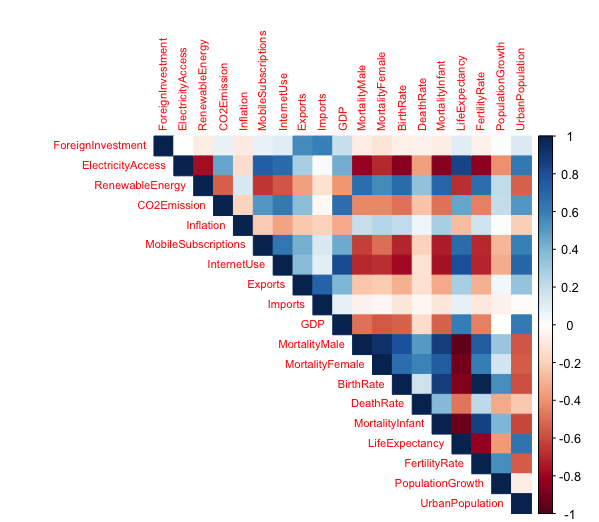 ForeignInvestment
ElectricityAccess
RenewableEnergy
CO2Emission
Inflation
MobileSubscriptions
InternetUse
Exports
Imports
GDP
MortalityMale
MortalityFemale
BirthRate
DeathRate
MortalityInfant
LifeExpectancy
FertilityRate
PopulationGrowth
UrbanPopulation
ForeignInvestment
ElectricityAccess
RenewableEnergy
CO2Emission
Inflation
MobileSubscriptions
InternetUse
Exports
Imports
GDP
MortalityMale
MortalityFemale
BirthRate
DeathRate
MortalityInfant
LifeExpectancy
FertilityRate
PopulationGrowth
UrbanPopulation
1
0.8
0.6
0.4
0.2
0
-0.2
-0.4
-0.6
-0.8
-1